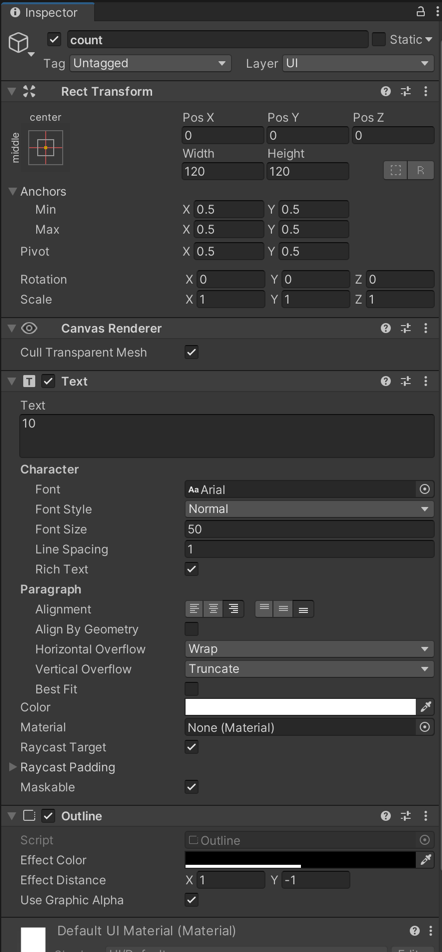 Inspector
count
Static
Tag Untagged Layer UI
Rect Transform
center
middle
Pos X Pos Y Pos Z
0 0 0
Width Height
120 120
R
Anchors
Min X 0.5 Y 0.5
Max X 0.5 Y 0.5
Pivot X 0.5 Y 0.5
Rotation X 0 Y 0 Z 0
Scale X 1 Y 1 Z 1
Canvas Renderer
Cull Transparent Mesh
T Text
Text
10
Character
Font Aa Arial
Font Style Normal
Font Size 50
Line Spacing 1
Rich Text
Paragraph
Alignment
Align By Geometry
Horizontal Overflow Wrap
Vertical Overflow Truncate
Best Fit
Color
Material None (Material)
Raycast Target
Raycast Padding
Maskable
Outline
Script Outline
Effect Color
Effect Distance X 1 Y -1
Use Graphic Alpha
Default UI Material (Material)